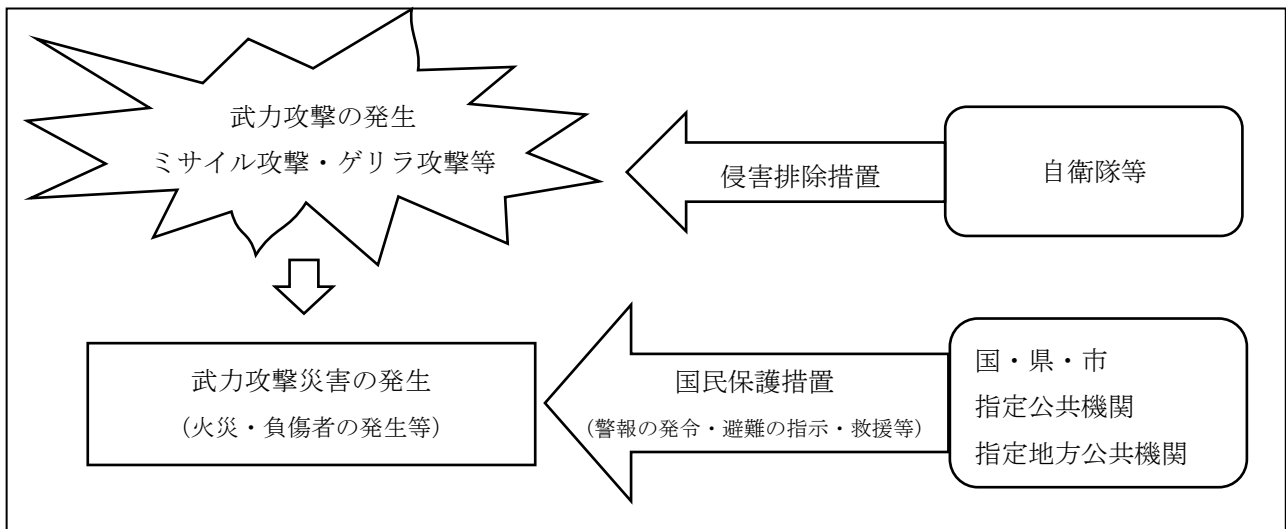 武力攻撃の発生
ミサイル攻撃・ゲリラ攻撃等
侵害排除措置
自衛隊等
武力攻撃災害の発生
(火災・負傷者の発生等)
国民保護措置
(警報の発令・避難の指示・救援等)
国・県・市
指定公共機関
指定地方公共機関